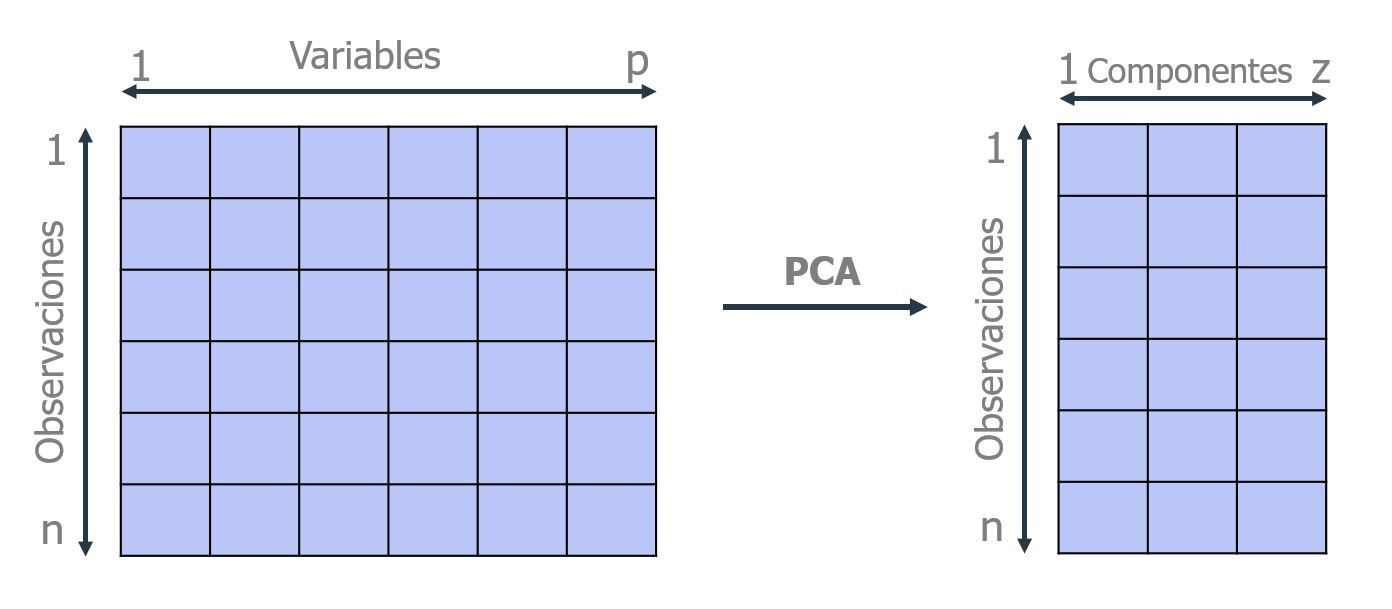 1 Variables p
1
Observaciones
n
PCA
1 Componentes z
1
Observaciones
n